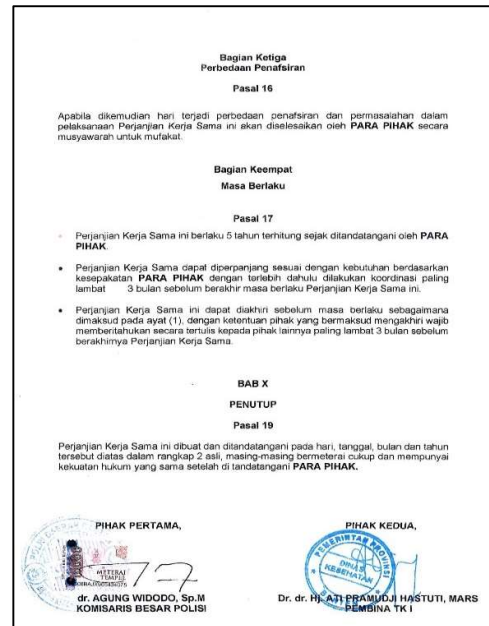 Bagian Ketiga
Perbedaan Penafsiran
Pasal 16
Apabila dikemudian hari terjadi perbedaan penafsiran dan permasalahan dalam
pelaksanaan Perjanjian Kerja Sama ini akan diselesaikan oleh PARA PIHAK secara
musyawarah untuk mufakat.
Bagian Keempat
Masa Berlaku
Pasal 17
- Perjanjian Kerja Sama ini berlaku 5 tahun terhitung sejak ditandatangani oleh PARA
PIHAK.
• Perjanjian Kerja Sama dapat diperpanjang sesuai dengan kebutuhan berdasarkan
kesepakatan PARA PIHAK dengan terlebih dahulu dilakukan koordinasi paling
lambat 3 bulan sebelum berakhir masa berlaku Perjanjian Kerja Sama ini.
• Perjanjian Kerja Sama ini dapat diakhiri sebelum masa berlaku sebagaimana
dimaksud pada ayat (1), dengan ketentuan pihak yang bermaksud mengakhiri wajib
memberitahukan secara tertulis kepada pihak lainnya paling lambat 3 bulan sebelum
berakhirnya Perjanjian Kerja Sama.
BAB X
PENUTUP
Pasal 19
Perjanjian Kerja Sama ini dibuat dan ditandatangani pada hari, tanggal, bulan dan tahun
tersebut diatas dalam rangkap 2 asli, masing-masing bermeterai cukup dan mempunyai
kekuatan hukum yang sama setelah di tandatangani PARA PIHAK.
PIHAK PERTAMA,
METERAI
TEMPEL
dr. AGUNG WIDODO, Sp.M
KOMISARIS BESAR POLISI
PIHAK KEDUA,
PEMERINTAH PROVINSI
DINAS
KESEHATAN
Dr. dr. Hj. ATI PRAMUDJI HASTUTI, MARS
PEMBINA TK I